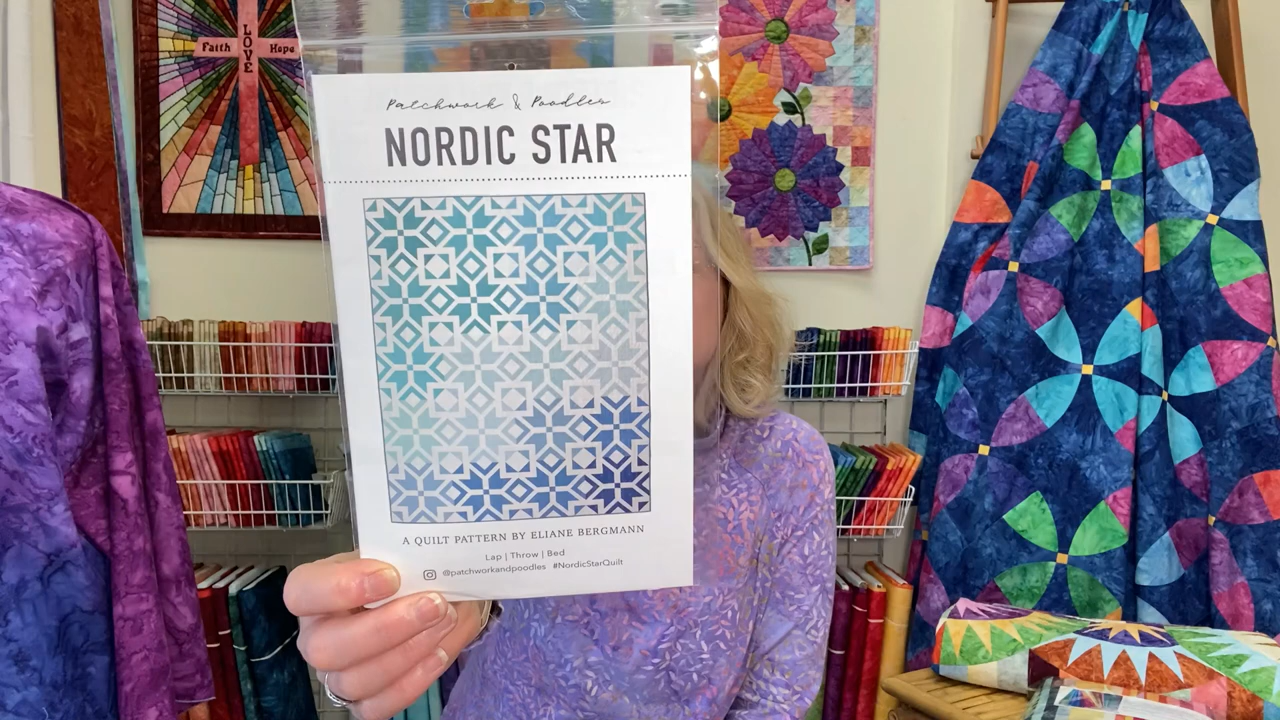 Faith LOVE Hope
Patchwork & Poodles
NORDIC STAR
A QUILT PATTERN BY ELIANE BERGMANN
Lap | Throw | Bed
@patchworkandpoodles #NordicStarQuilt